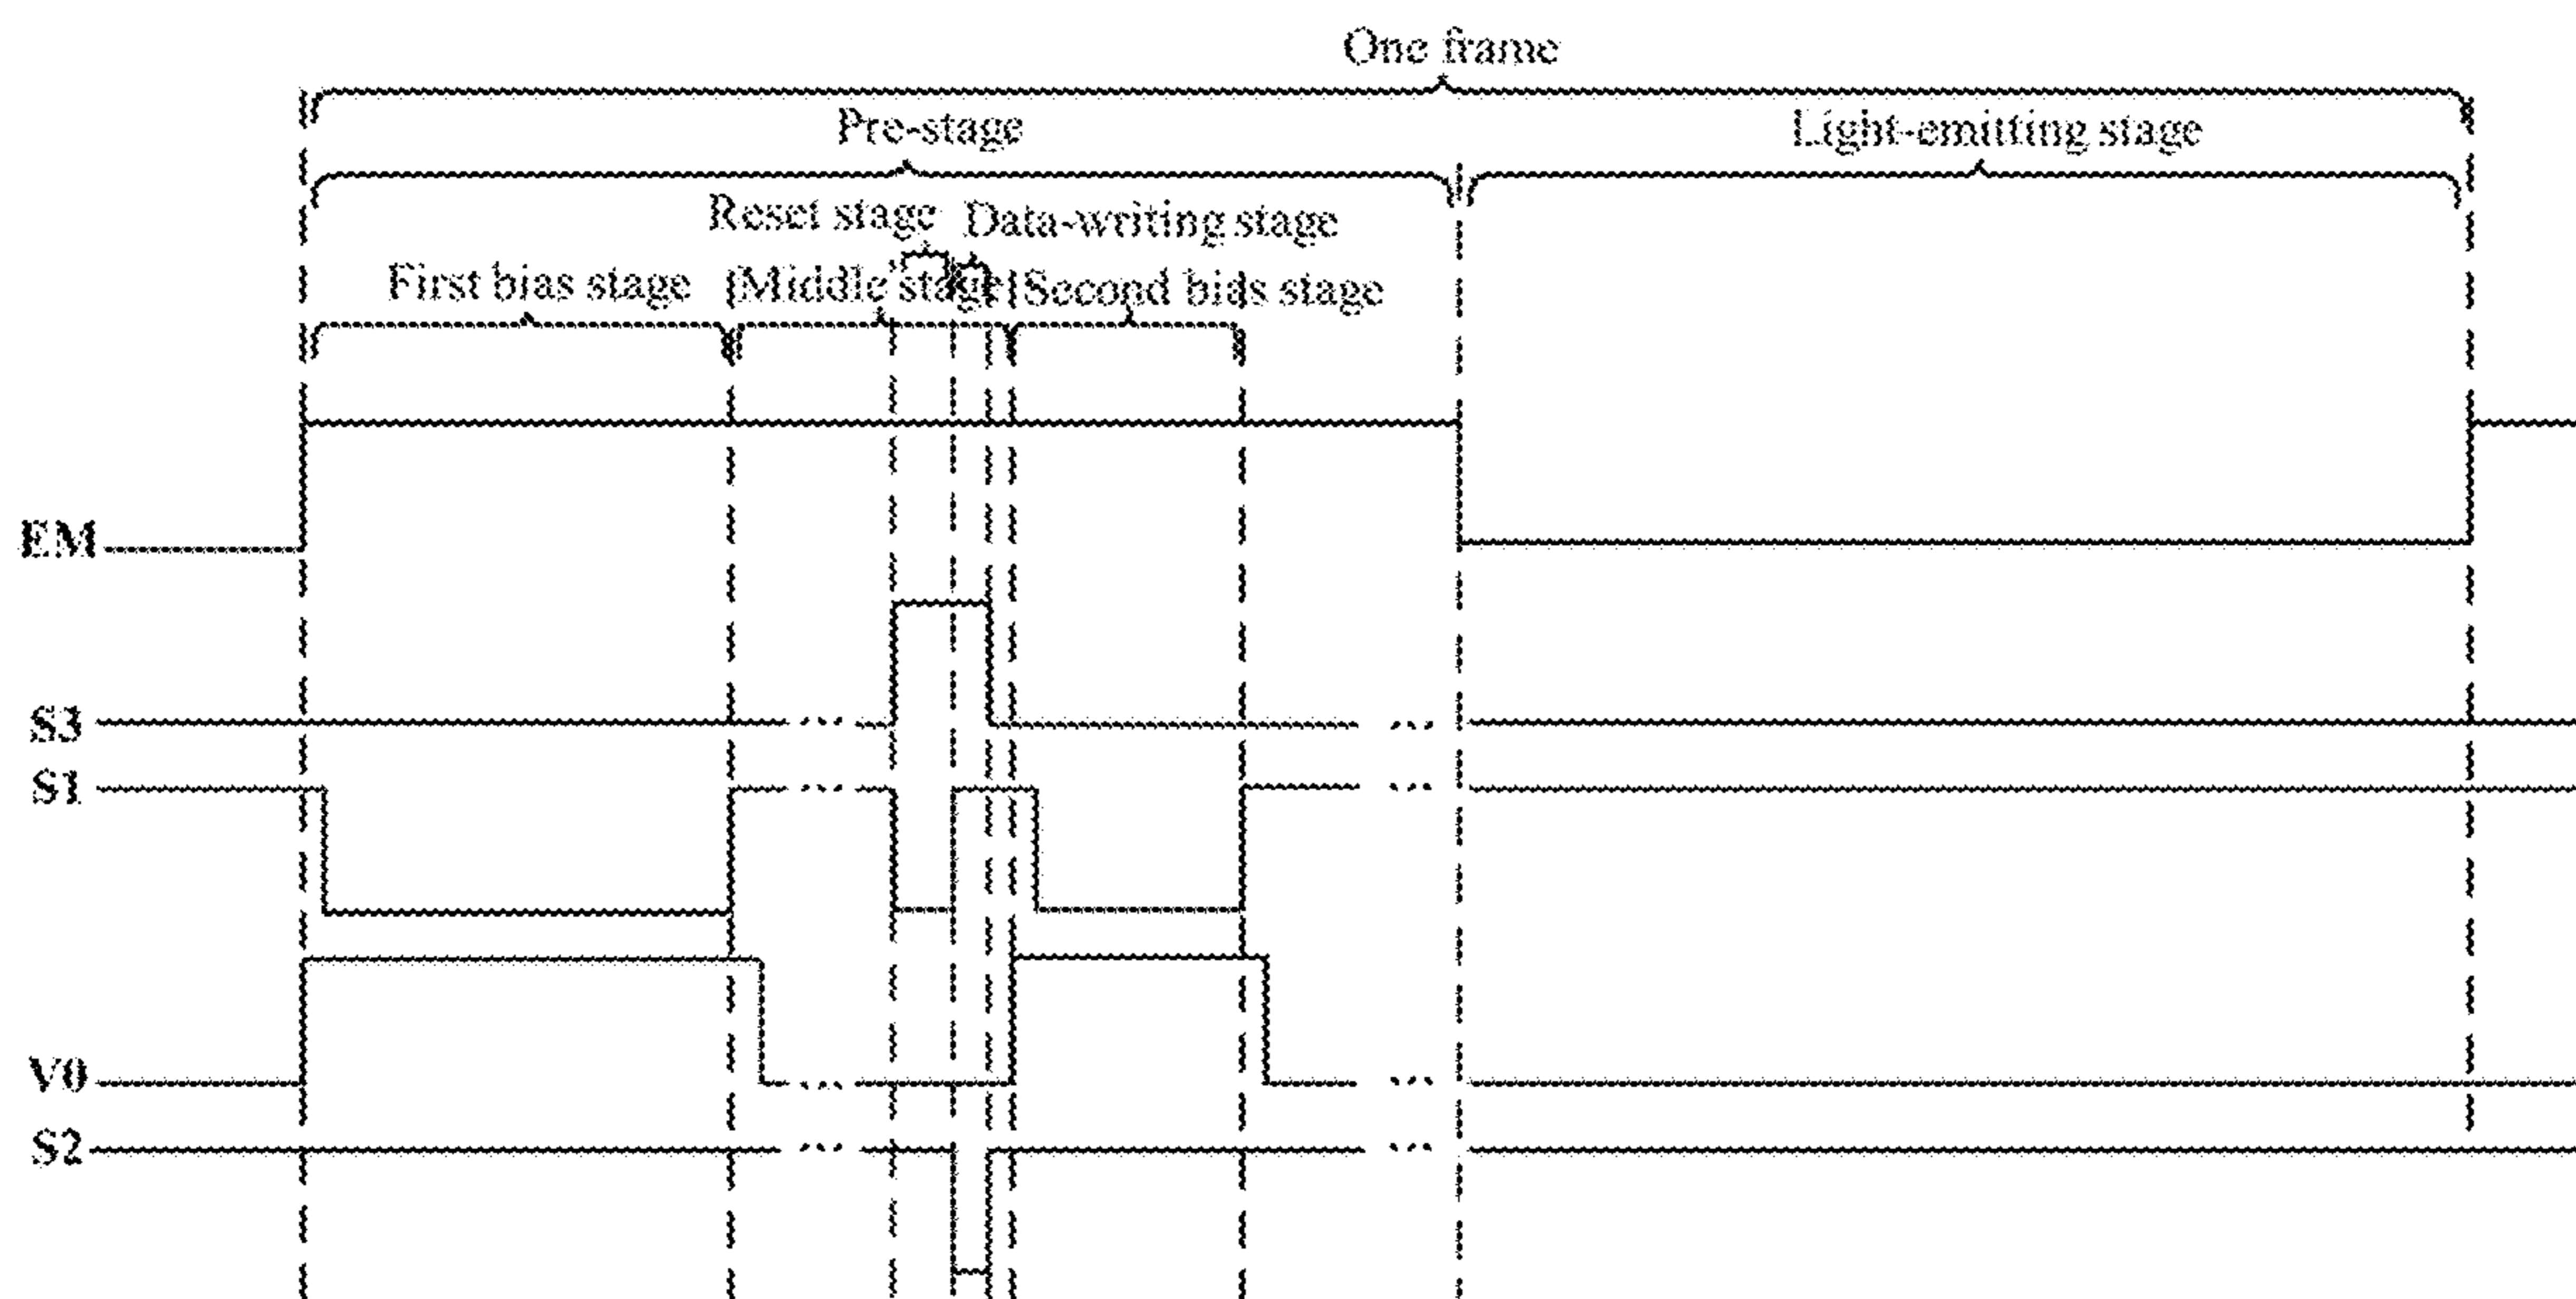 One frame
Pre-stage
Light-emitting stage
Reset stage
Data-writing stage
First bias stage
Middle stage
Second bias stage
EM
S3
S1
V0
S2